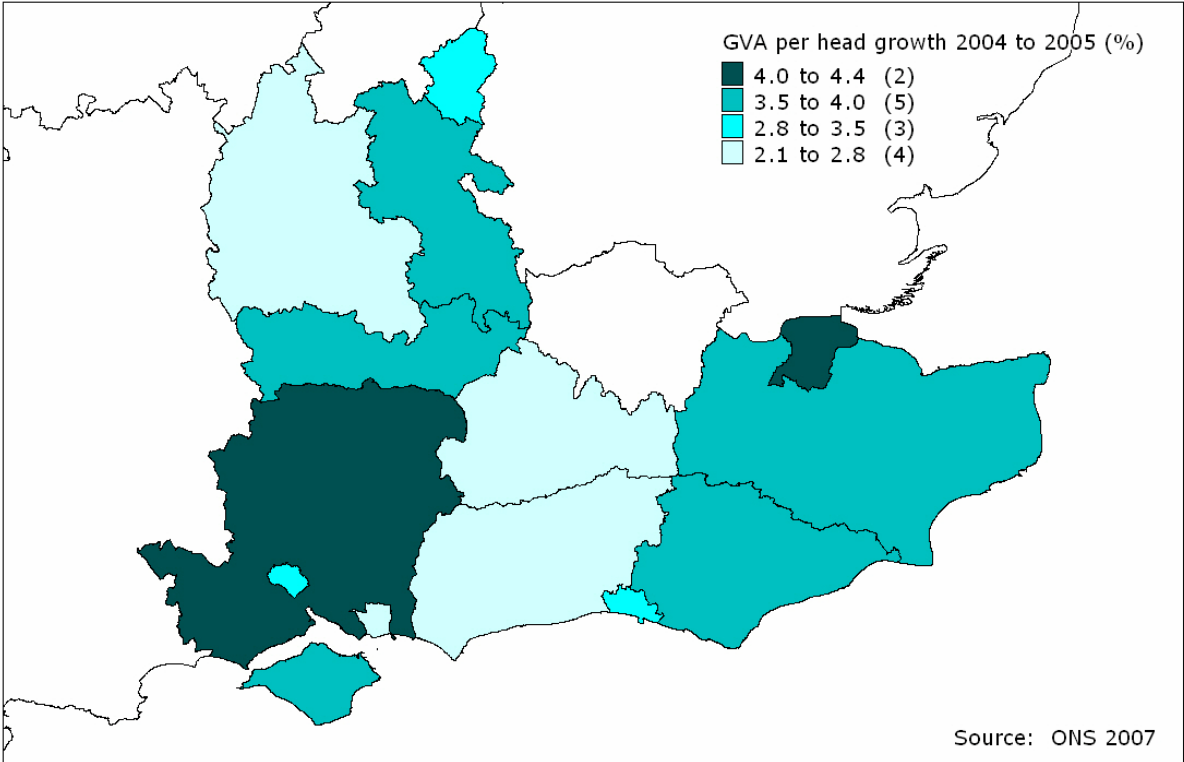 GVA per head growth 2004 to 2005 (%)
4.0 to 4.4 (2)
3.5 to 4.0 (5)
2.8 to 3.5 (3)
2.1 to 2.8 (4)
Source: ONS 2007